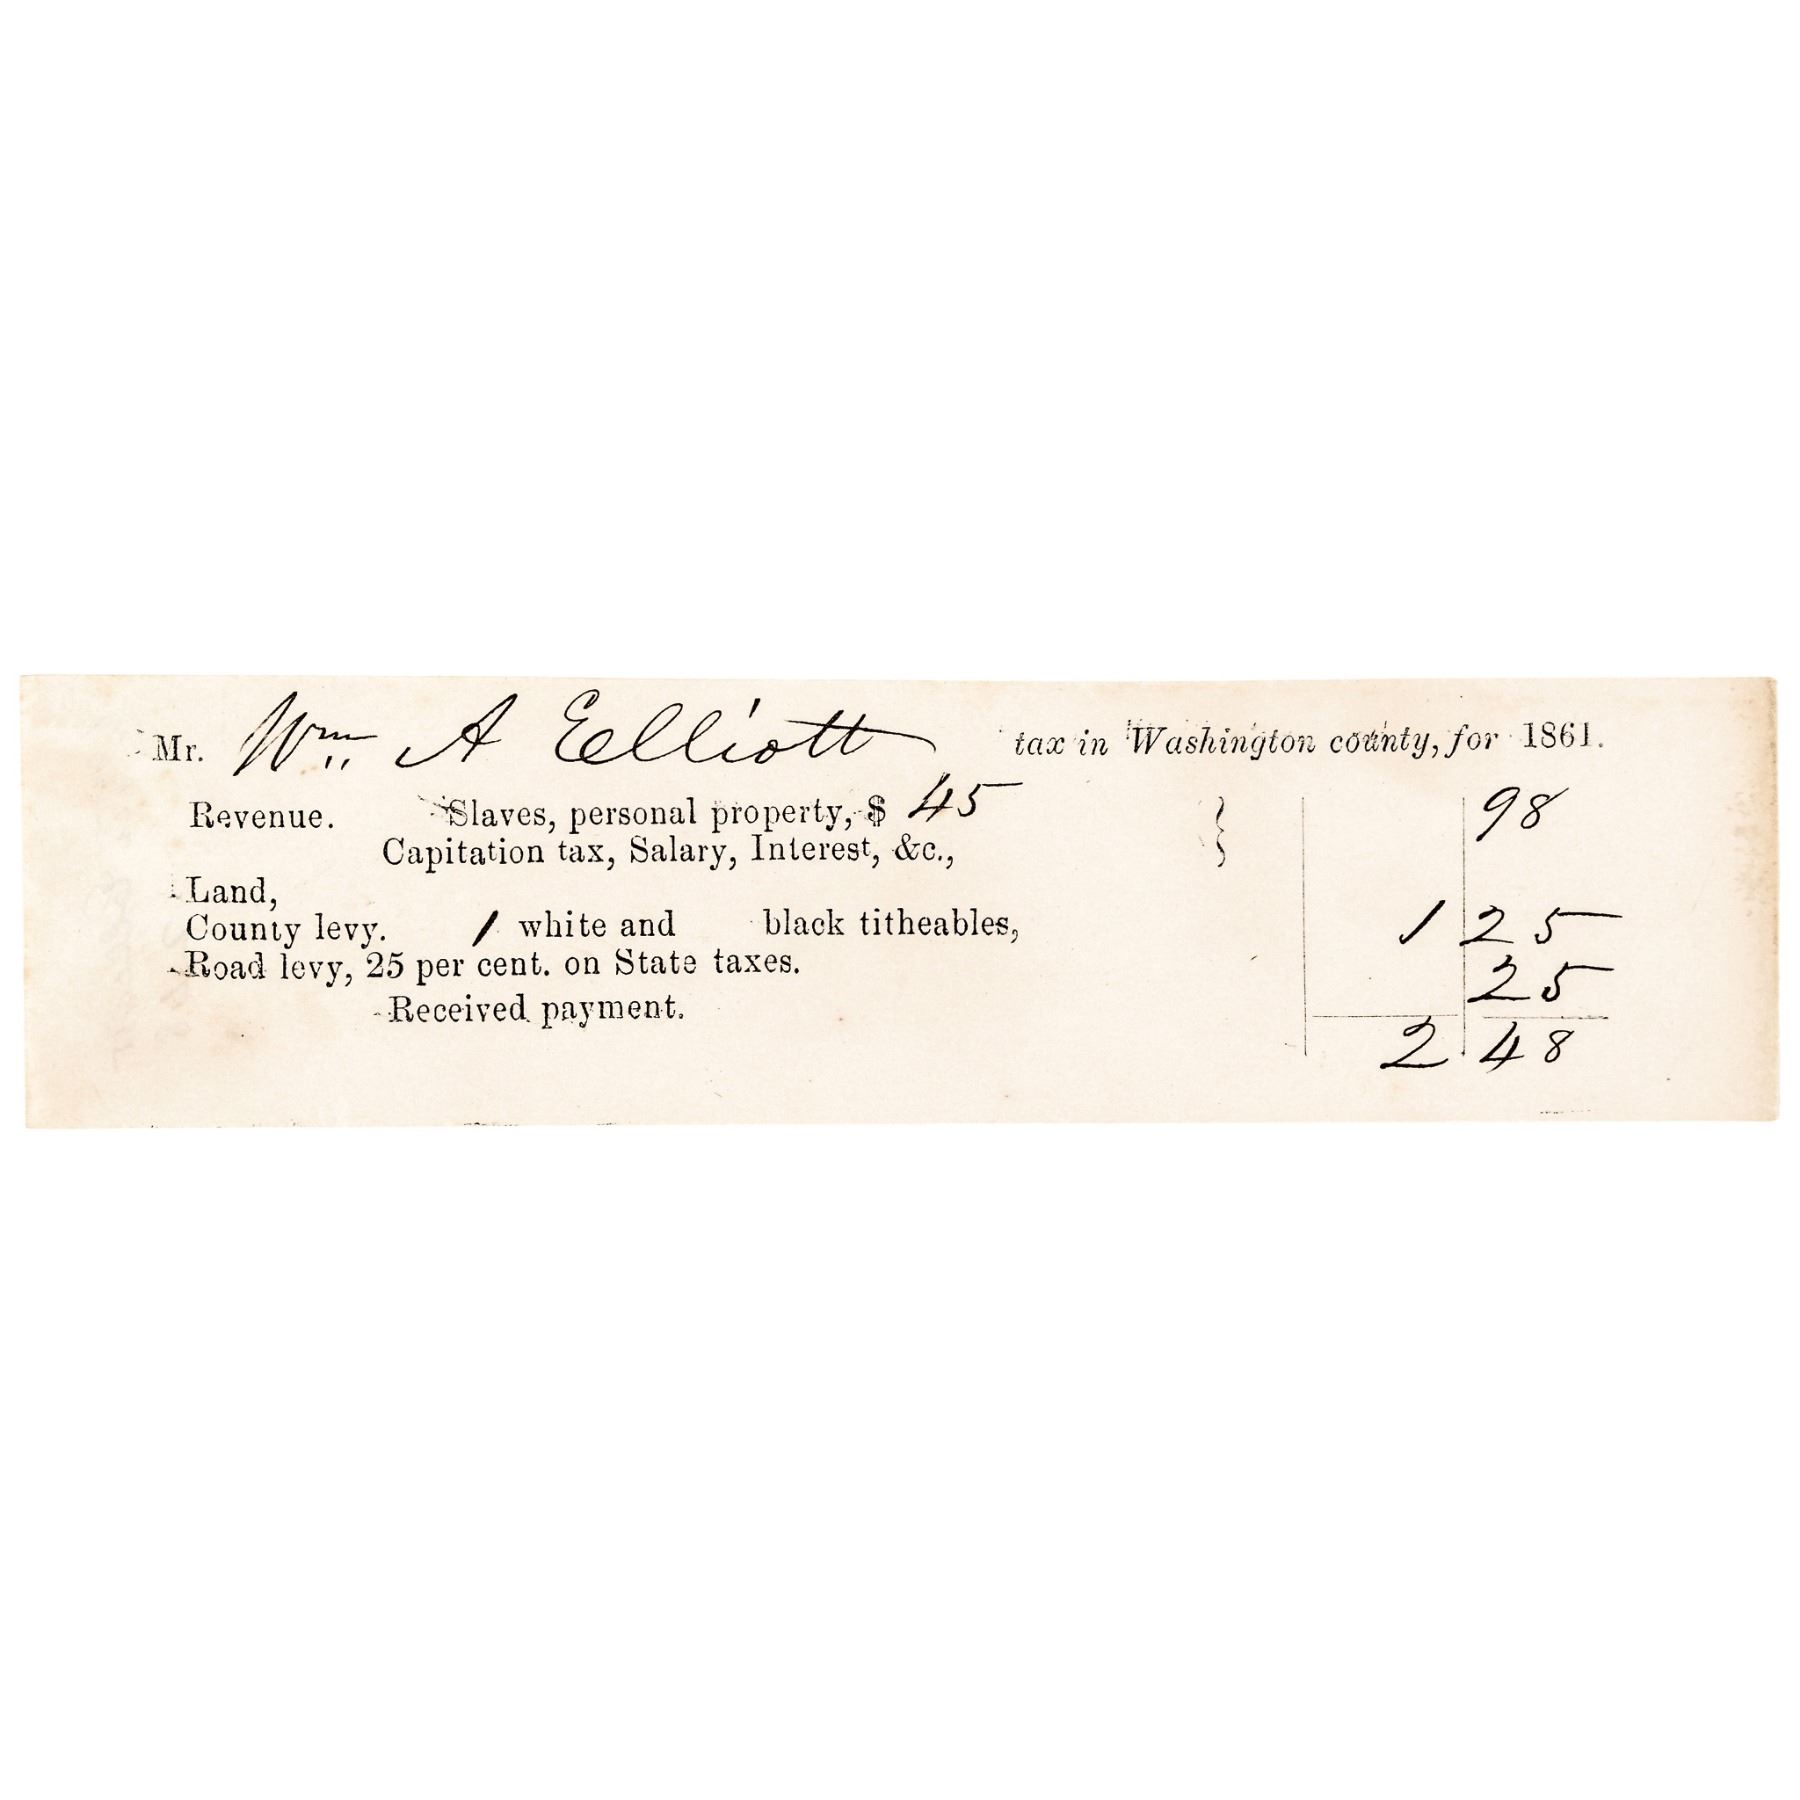 Mr. Wm A Elliott tax in Washington county, for 1861.
Revenue. Slaves, personal property, $ 45 } 98
Capitation tax, Salary, Interest, &c.,
Land,
County levy. 1 white and black titheables, 1 25
Road levy, 25 per cent. on State taxes. 25
Received payment. 2 48